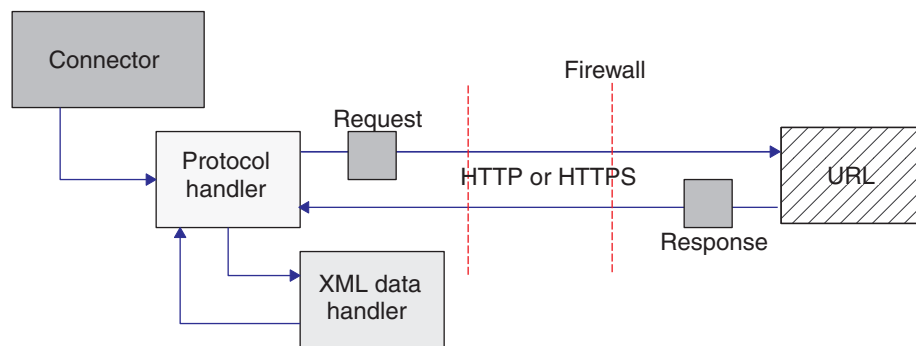 Connector
Firewall
Request
Protocol
handler
HTTP or HTTPS
URL
Response
XML data
handler